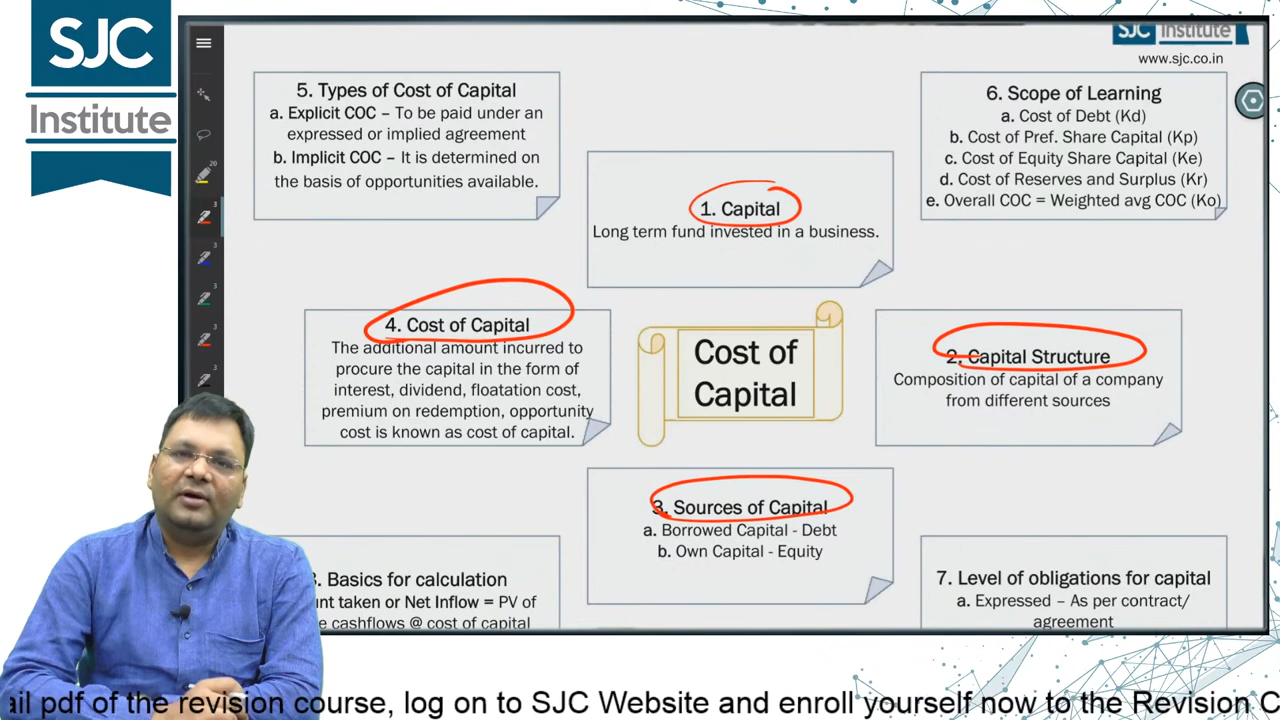 SJC
Institute
SJC Institute
www.sjc.co.in
5. Types of Cost of Capital
a. Explicit COC – To be paid under an
expressed or implied agreement
b. Implicit COC – It is determined on
the basis of opportunities available.
1. Capital
Long term fund invested in a business.
6. Scope of Learning
a. Cost of Debt (Kd)
b. Cost of Pref. Share Capital (Kp)
c. Cost of Equity Share Capital (Ke)
d. Cost of Reserves and Surplus (Kr)
e. Overall COC = Weighted avg COC (Ko)
20
3
3
3
3
3
4. Cost of Capital
The additional amount incurred to
procure the capital in the form of
interest, dividend, floatation cost,
premium on redemption, opportunity
cost is known as cost of capital.
Cost of
Capital
2. Capital Structure
Composition of capital of a company
from different sources
3. Sources of Capital
a. Borrowed Capital - Debt
b. Own Capital - Equity
. Basics for calculation
unt taken or Net Inflow = PV of
cashflows @ cost of capital
7. Level of obligations for capital
a. Expressed – As per contract/
agreement
ail pdf of the revision course, log on to SJC Website and enroll yourself now to the Revision C